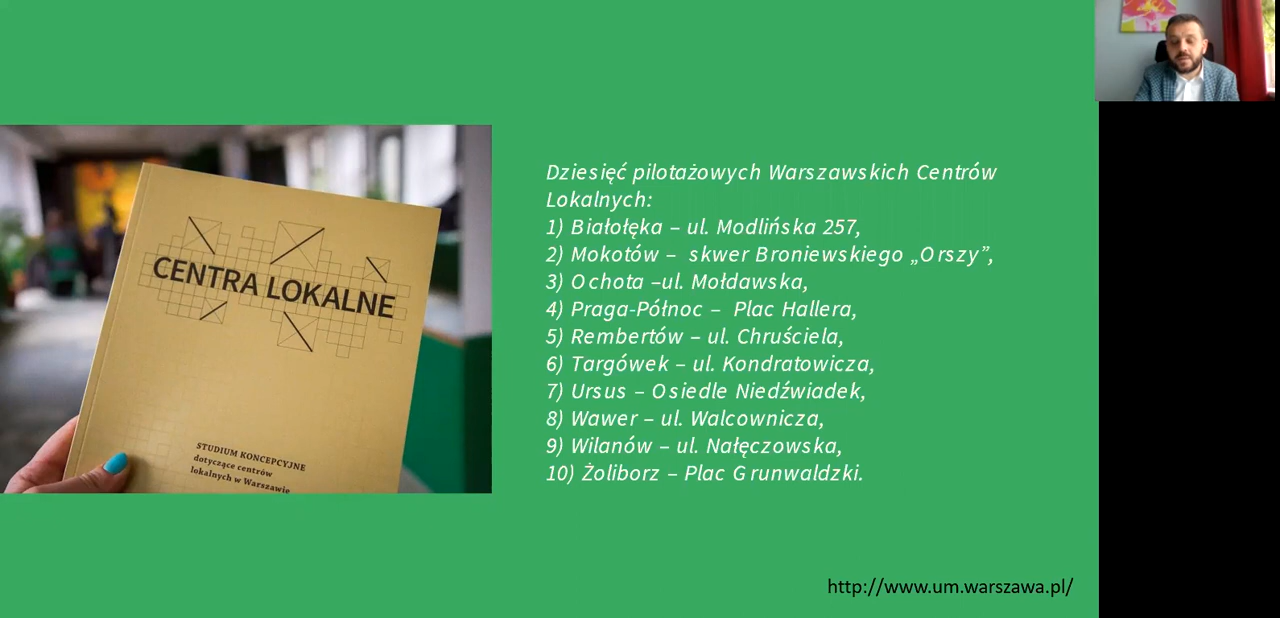 CENTRA LOKALNE
STUDIUM KONCEPCYJNE
dotyczące centrów
lokalnych w Warszawie
Dziesięć pilotażowych Warszawskich Centrów
Lokalnych:
1) Białołęka – ul. Modlińska 257,
2) Mokotów – skwer Broniewskiego „Orszy”,
3) Ochota –ul. Mołdawska,
4) Praga-Północ – Plac Hallera,
5) Rembertów – ul. Chruściela,
6) Targówek – ul. Kondratowicza,
7) Ursus – Osiedle Niedźwiadek,
8) Wawer – ul. Walcownicza,
9) Wilanów – ul. Nałęczowska,
10) Żoliborz – Plac Grunwaldzki.
http://www.um.warszawa.pl/